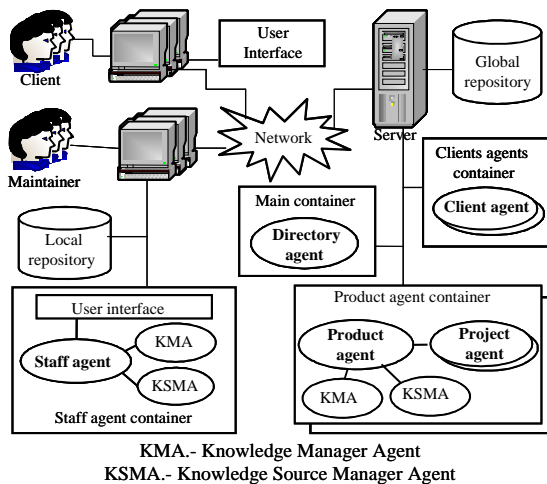 User
Interface
Client
Global
repository
Network
Server
Maintainer
Clients agents
container
Client agent
Main container
Directory
agent
Local
repository
Product agent container
User interface
Staff agent
KMA
KSMA
Product
agent
Project
agent
KMA
KSMA
Staff agent container
KMA.- Knowledge Manager Agent
KSMA.- Knowledge Source Manager Agent